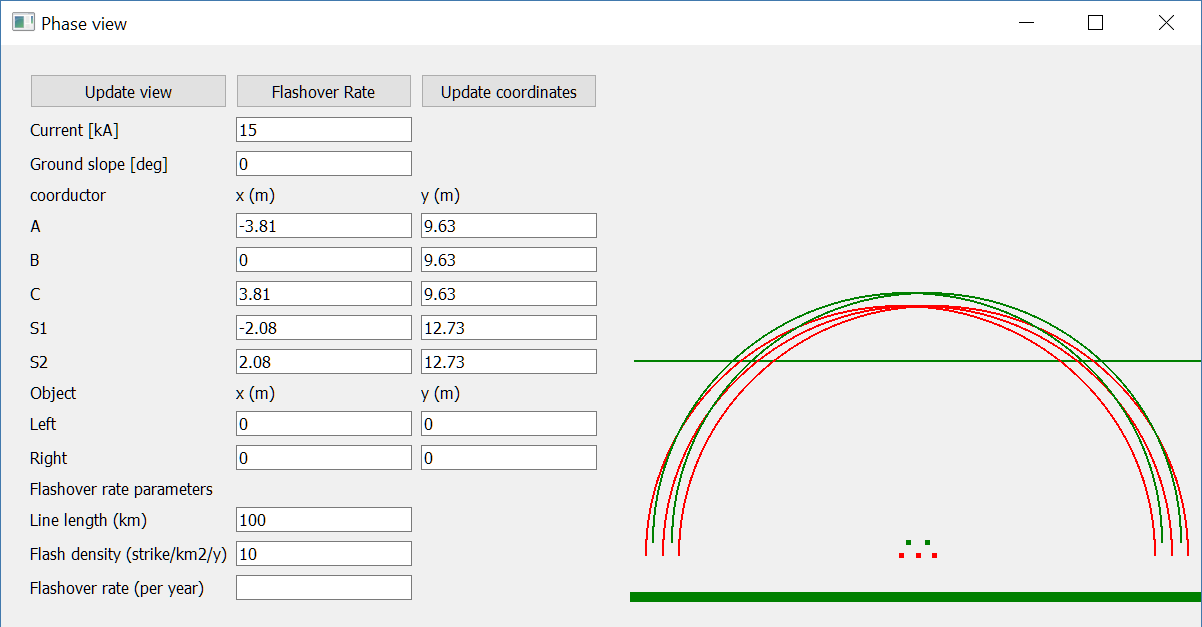 Phase view
Update view Flashover Rate Update coordinates
Current [kA] 15
Ground slope [deg] 0
coorductor x (m) y (m)
A -3.81 9.63
B 0 9.63
C 3.81 9.63
S1 -2.08 12.73
S2 2.08 12.73
Object x (m) y (m)
Left 0 0
Right 0 0
Flashover rate parameters
Line length (km) 100
Flash density (strike/km2/y) 10
Flashover rate (per year)